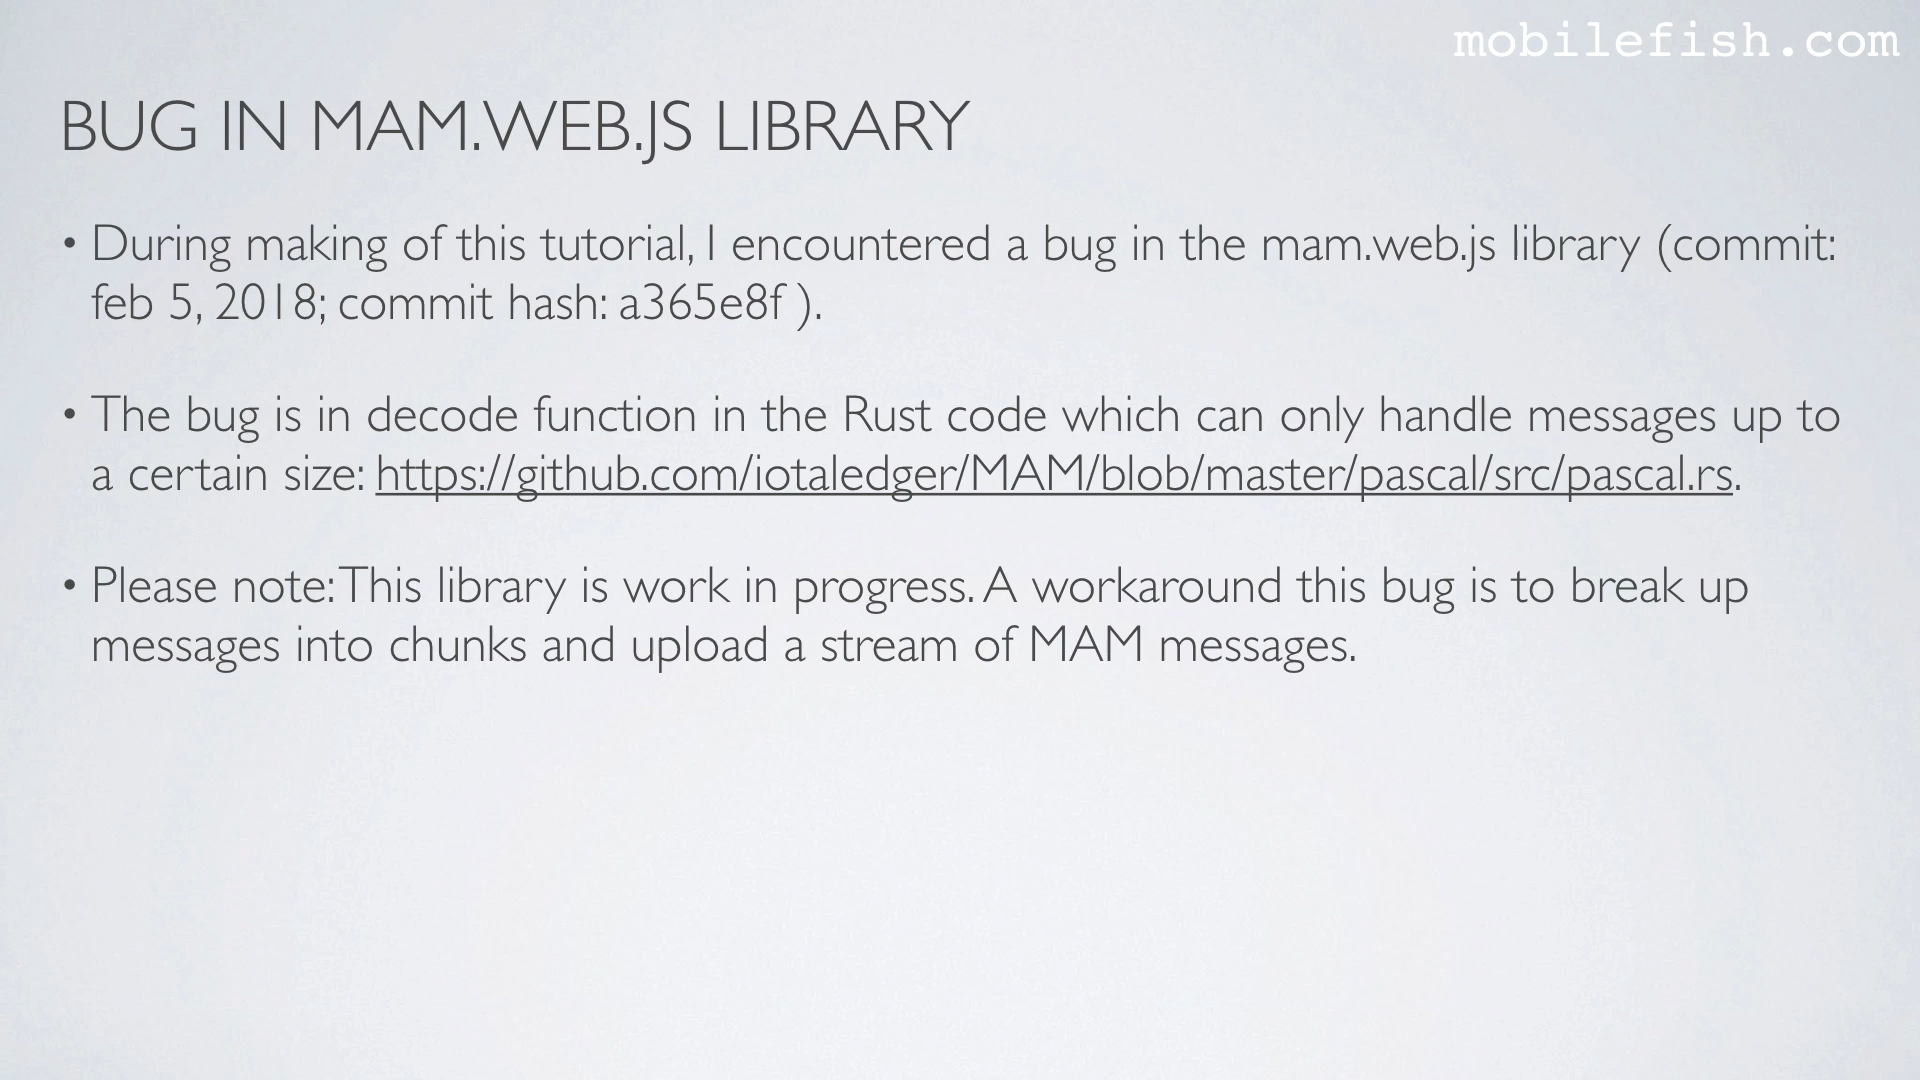 mobilefish.com
BUG IN MAM.WEB.JS LIBRARY
• During making of this tutorial, I encountered a bug in the mam.web.js library (commit:
feb 5, 2018; commit hash: a365e8f ).
• The bug is in decode function in the Rust code which can only handle messages up to
a certain size: https://github.com/iotaledger/MAM/blob/master/pascal/src/pascal.rs.
• Please note: This library is work in progress. A workaround this bug is to break up
messages into chunks and upload a stream of MAM messages.